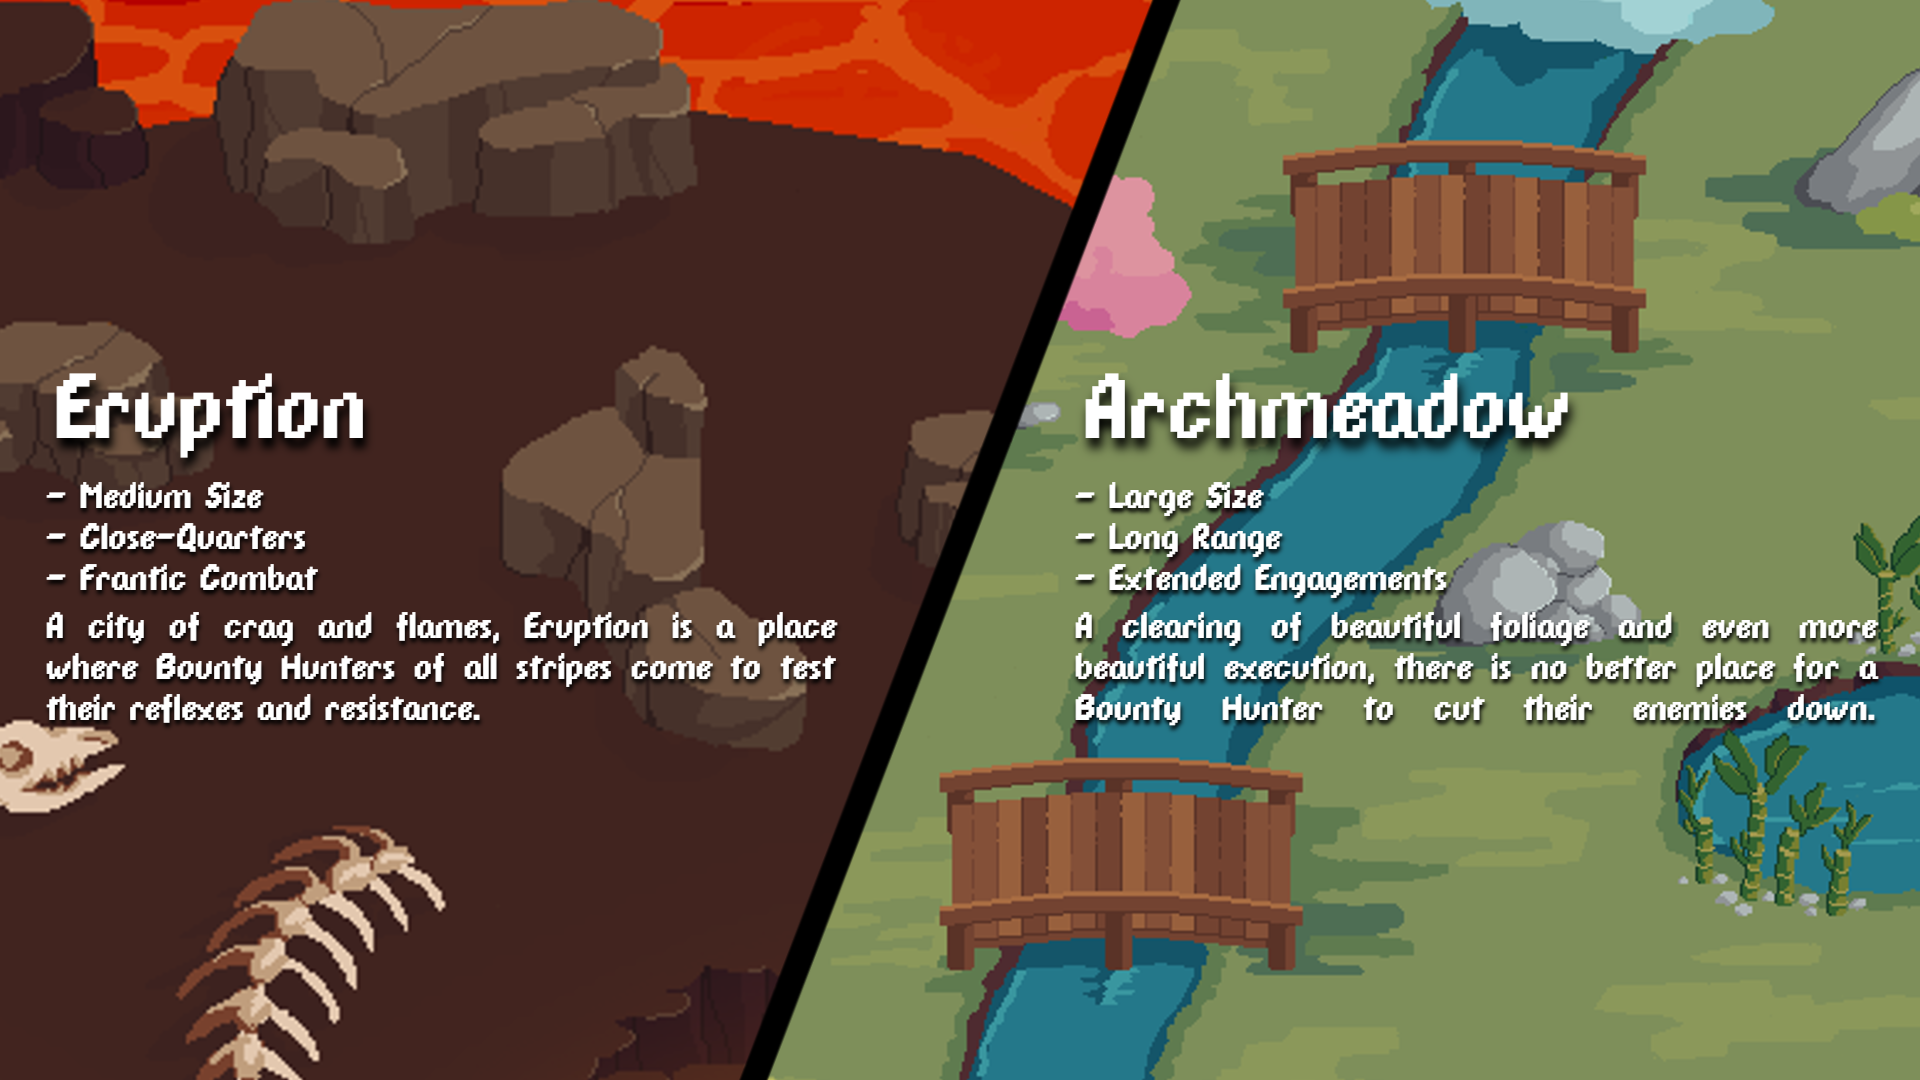 Eruption
- Medium Size
- Close-Quarters
- Frantic Combat
A city of crag and flames, Eruption is a place
where Bounty Hunters of all stripes come to test
their reflexes and resistance.
Archmeadow
- Large Size
- Long Range
- Extended Engagements
A clearing of beautiful foliage and even more
beautiful execution, there is no better place for a
Bounty Hunter to cut their enemies down.